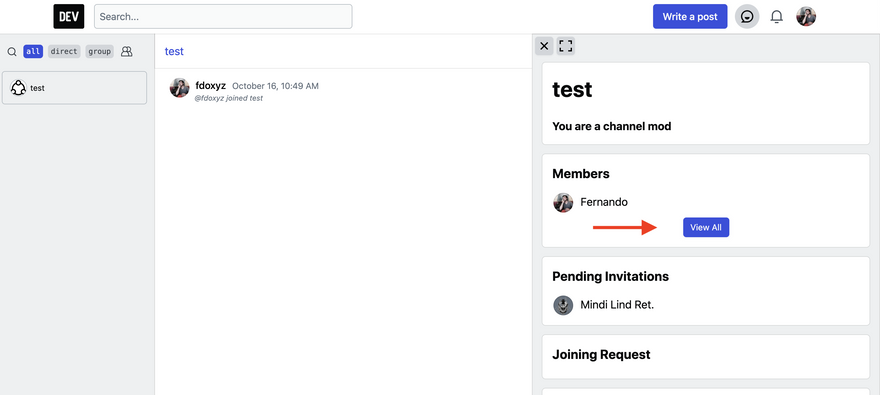 DEV
Search...
Write a post
all direct group
test
test
fdoxyz October 16, 10:49 AM
@fdoxyz joined test
test
You are a channel mod
Members
Fernando
View All
Pending Invitations
Mindi Lind Ret.
Joining Request